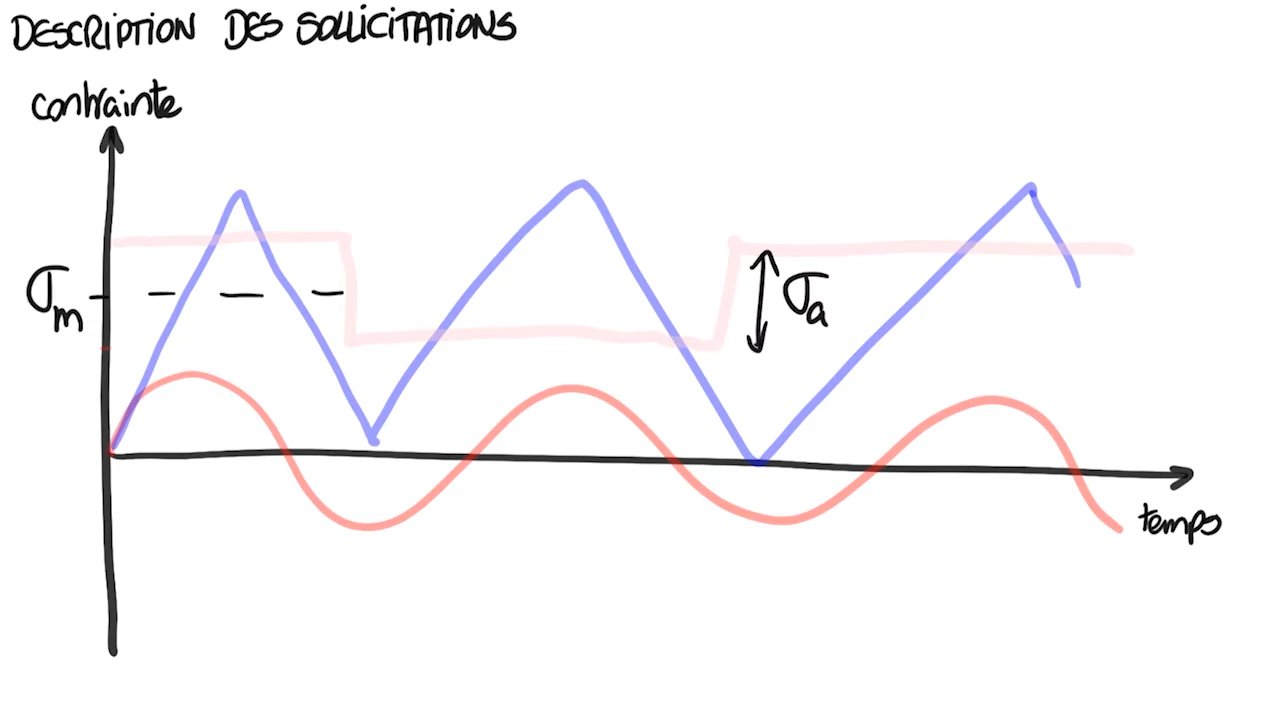 DESCRIPTION DES SOLLICITATIONS
contrainte
σm
σa
temps